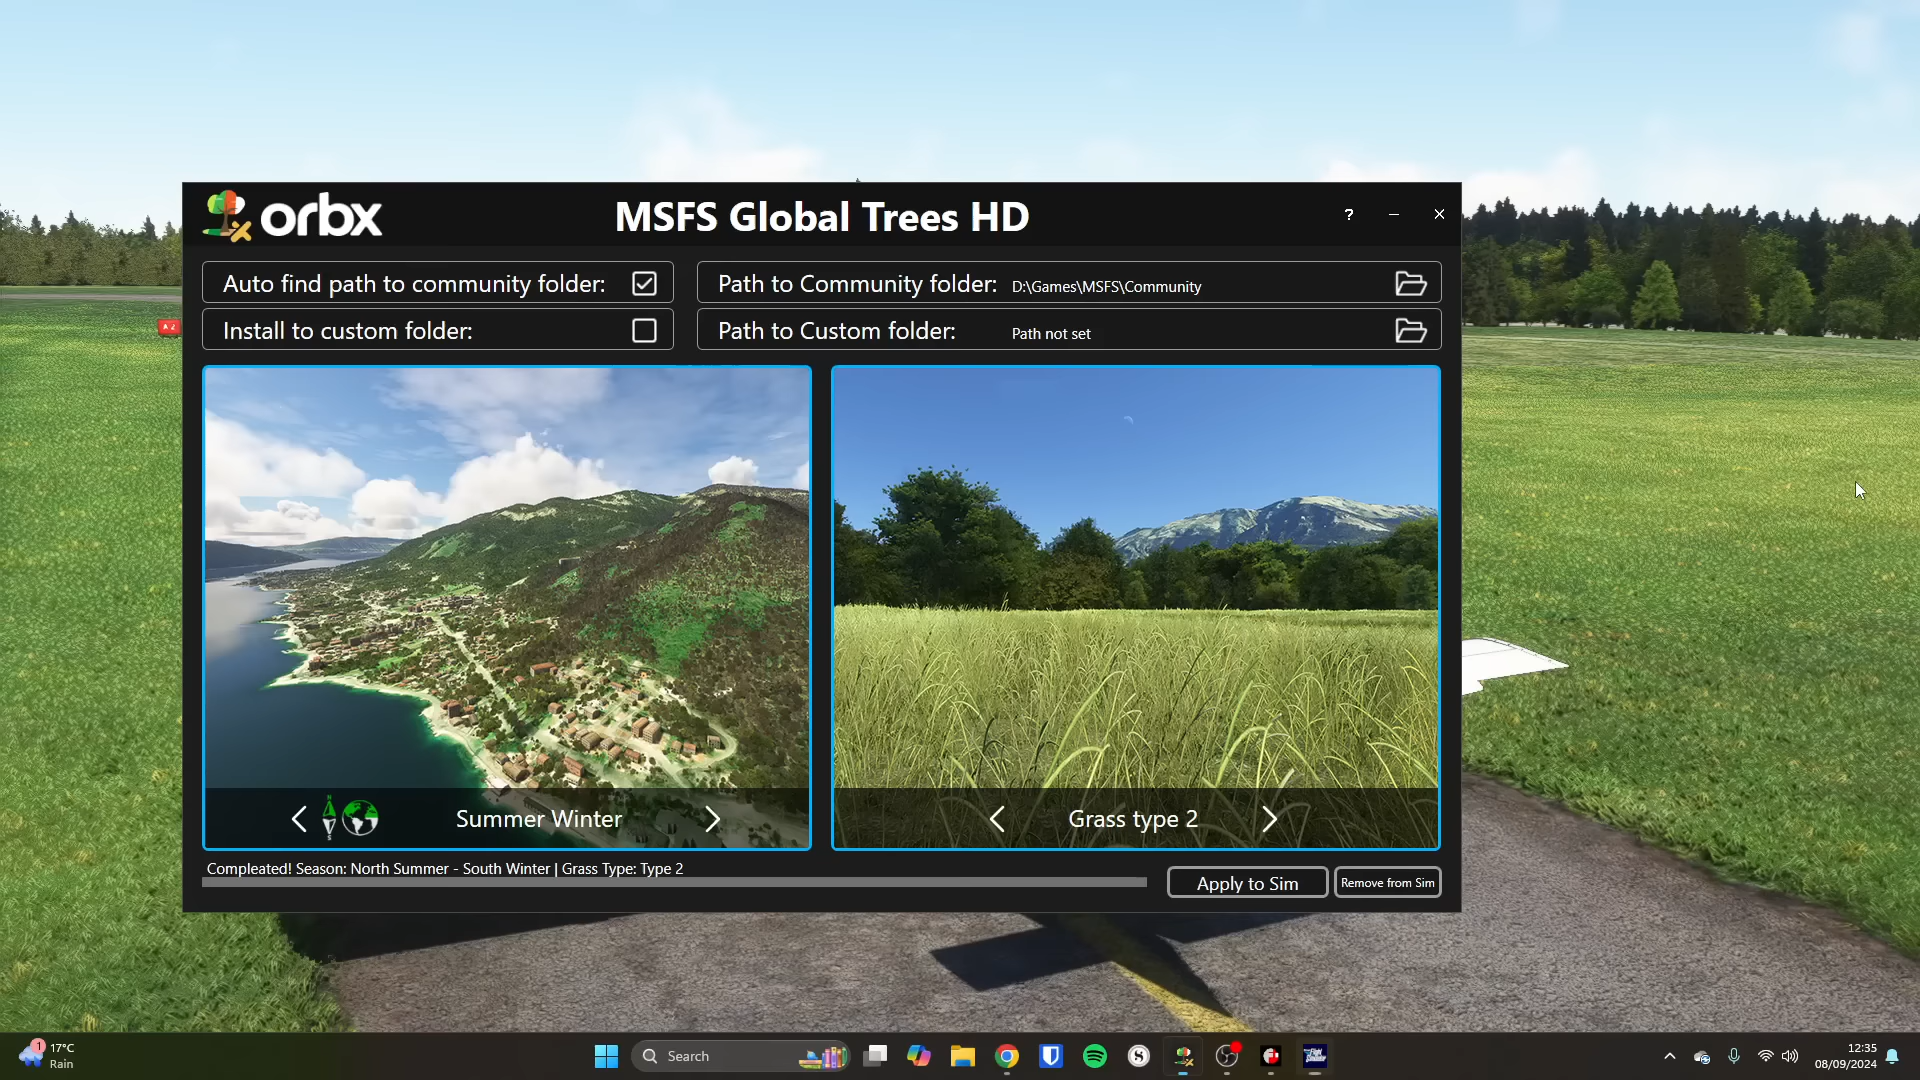 orbx
MSFS Global Trees HD
?
Auto find path to community folder:
Path to Community folder: D:\Games\MSFS\Community
Install to custom folder:
Path to Custom folder: Path not set
A 2
N
S
Summer Winter
Grass type 2
Compleated! Season: North Summer - South Winter | Grass Type: Type 2
Apply to Sim
Remove from Sim
1
17°C
Rain
Search
S
12:35
08/09/2024